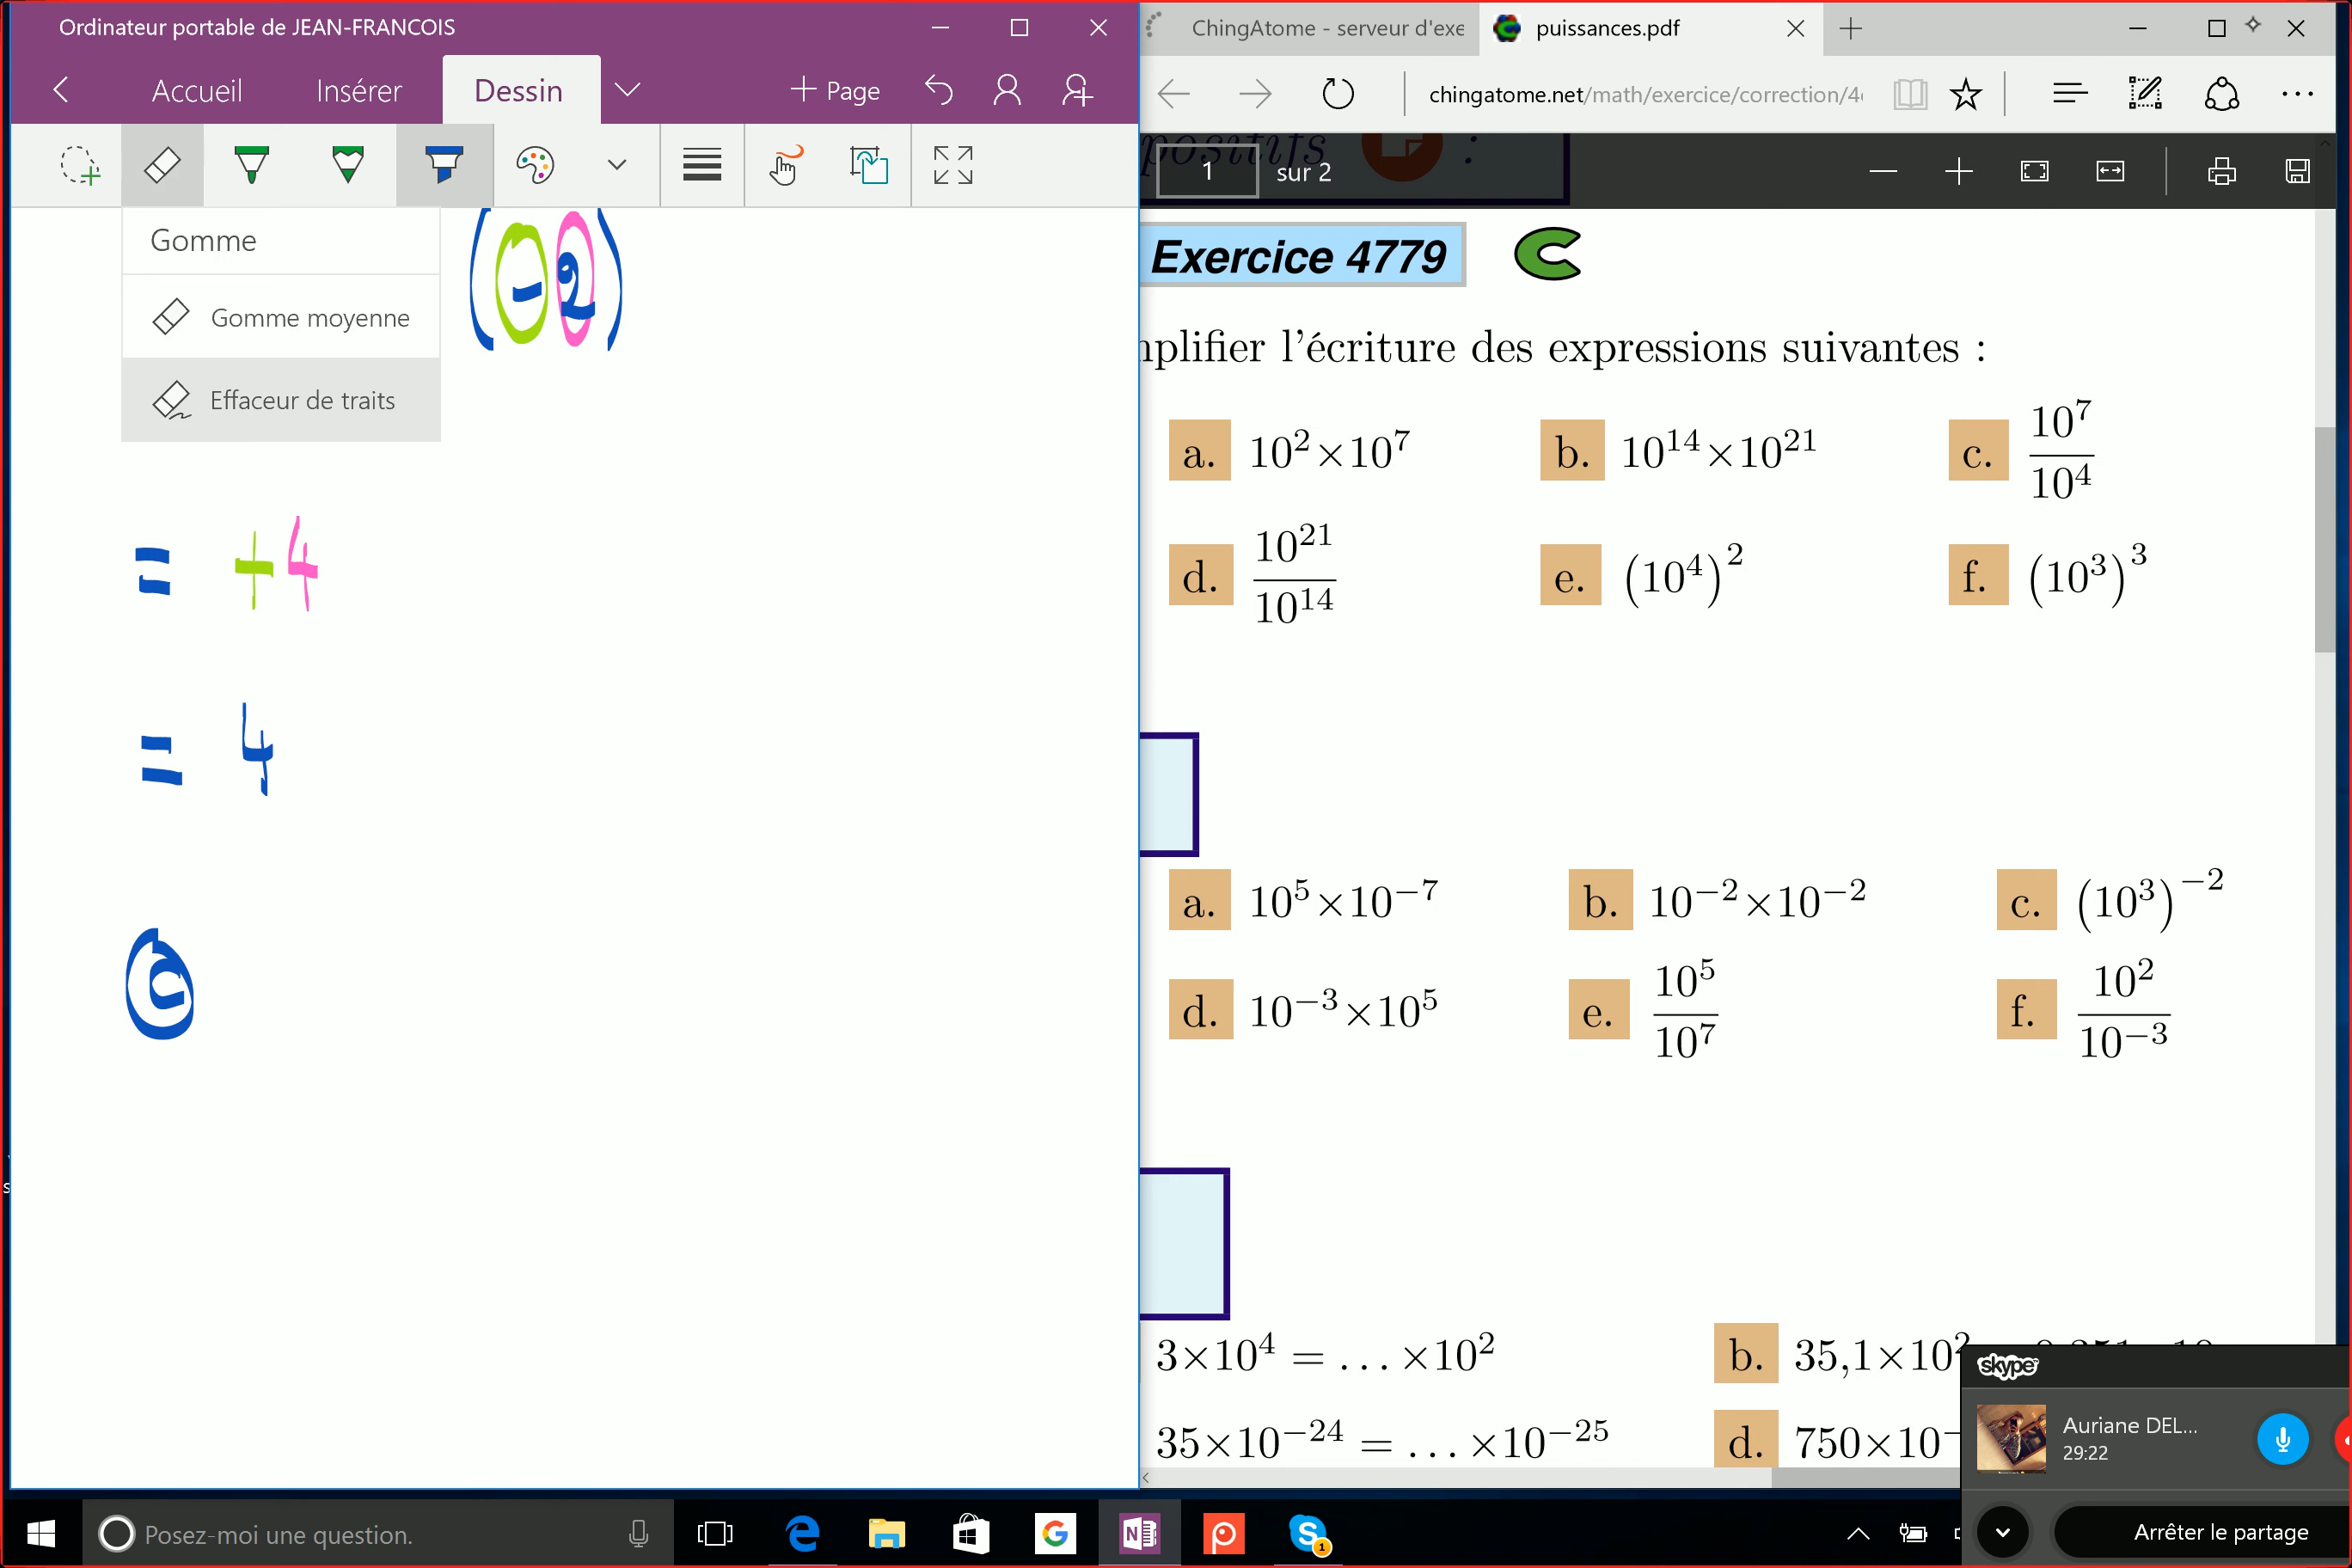 Ordinateur portable de JEAN-FRANCOIS
Accueil Insérer Dessin + Page
Gomme
Gomme moyenne
Effaceur de traits
(-2)
= +4
= 4
c
ChingAtome - serveur d'exe
puissances.pdf
chingatome.net/math/exercice/correction/4
positifs :
1 sur 2
Exercice 4779
mplifier l'écriture des expressions suivantes :
a. 10² × 10⁷ b. 10¹⁴ × 10²¹ c. 10⁷/10⁴
d. 10²¹/10¹⁴ e. (10⁴)² f. (10³)³
a. 10⁵ × 10⁻⁷ b. 10⁻² × 10⁻² c. (10³)⁻²
d. 10⁻³ × 10⁵ e. 10⁵/10⁷ f. 10²/10⁻³
3×10⁴ = ... ×10² b. 35,1×10²
35×10⁻²⁴ = ... ×10⁻²⁵ d. 750×10⁻
skype
Auriane DEL...
29:22
Arrêter le partage
Posez-moi une question.